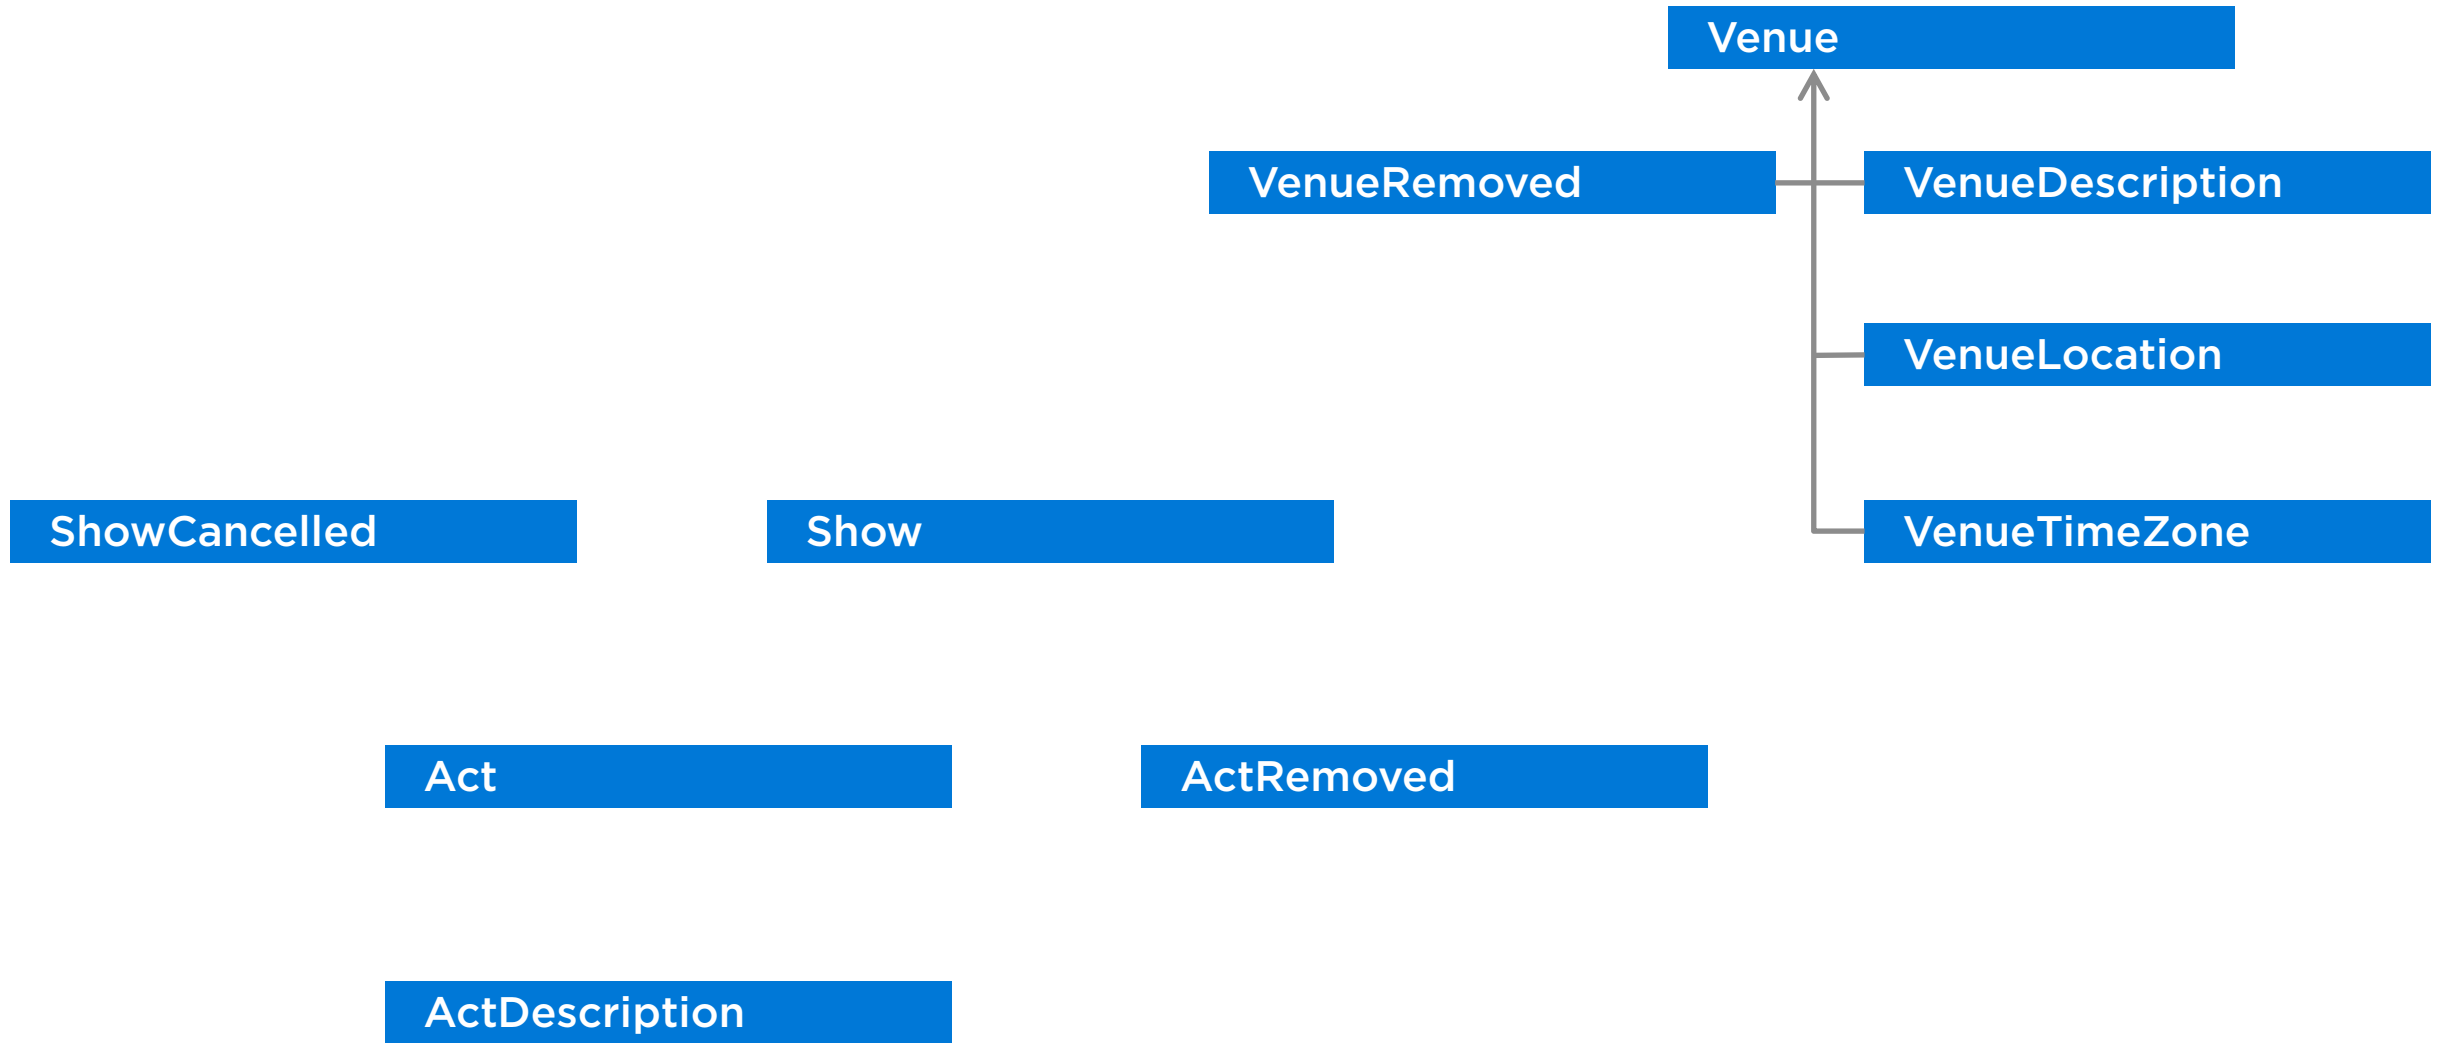 Venue
VenueRemoved
VenueDescription
VenueLocation
ShowCancelled
Show
VenueTimeZone
Act
ActRemoved
ActDescription